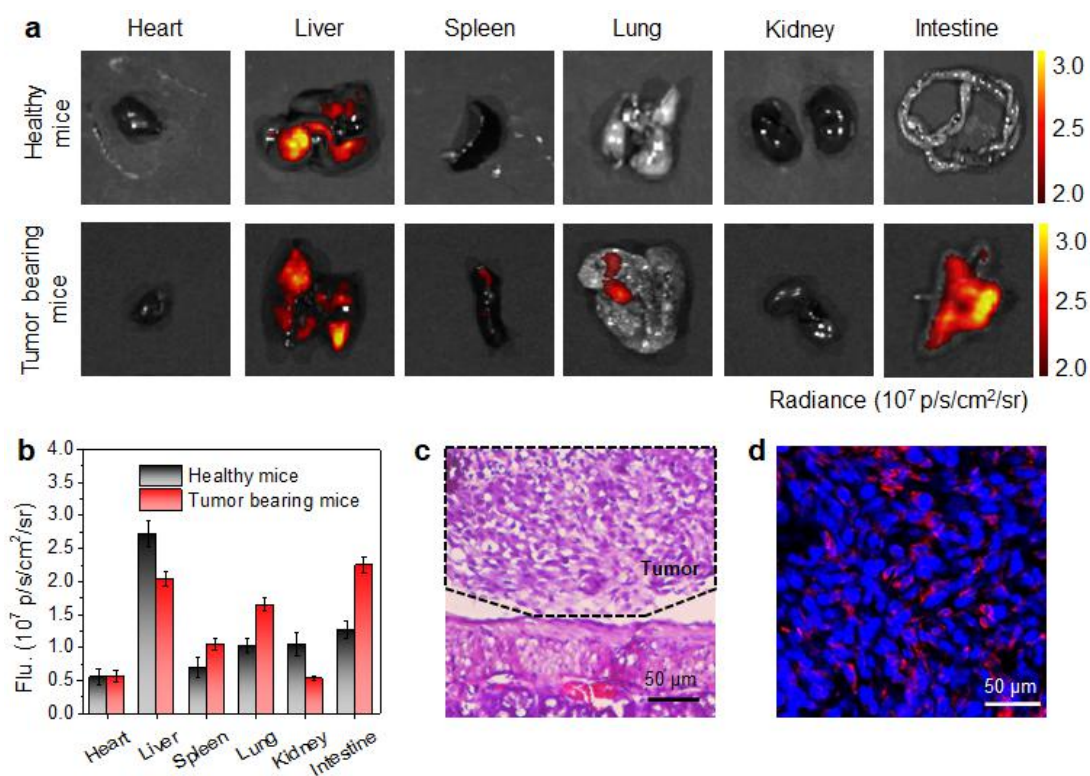 a
Heart Liver Spleen Lung Kidney Intestine
Healthy
mice
3.0
2.5
2.0
Tumor bearing
mice
3.0
2.5
2.0
Radiance (10⁷ p/s/cm²/sr)
b
Flu. (10⁷ p/s/cm²/sr)
4.0
3.5
3.0
2.5
2.0
1.5
1.0
0.5
0.0
Healthy mice
Tumor bearing mice
Heart Liver Spleen Lung Kidney Intestine
c
Tumor
50 µm
d
50 µm